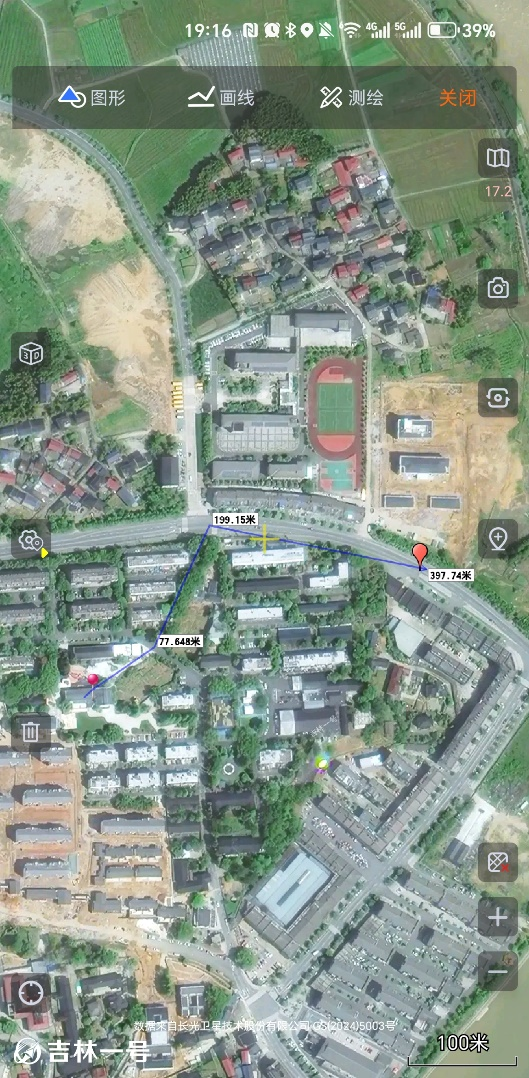 19:16 4G 5G 39%
图形 画线 测绘 关闭
17.2
3D
199.15米
397.74米
77.648米
数据来自长光卫星技术股份有限公司 GS(2024)5003号
吉林一号
100米